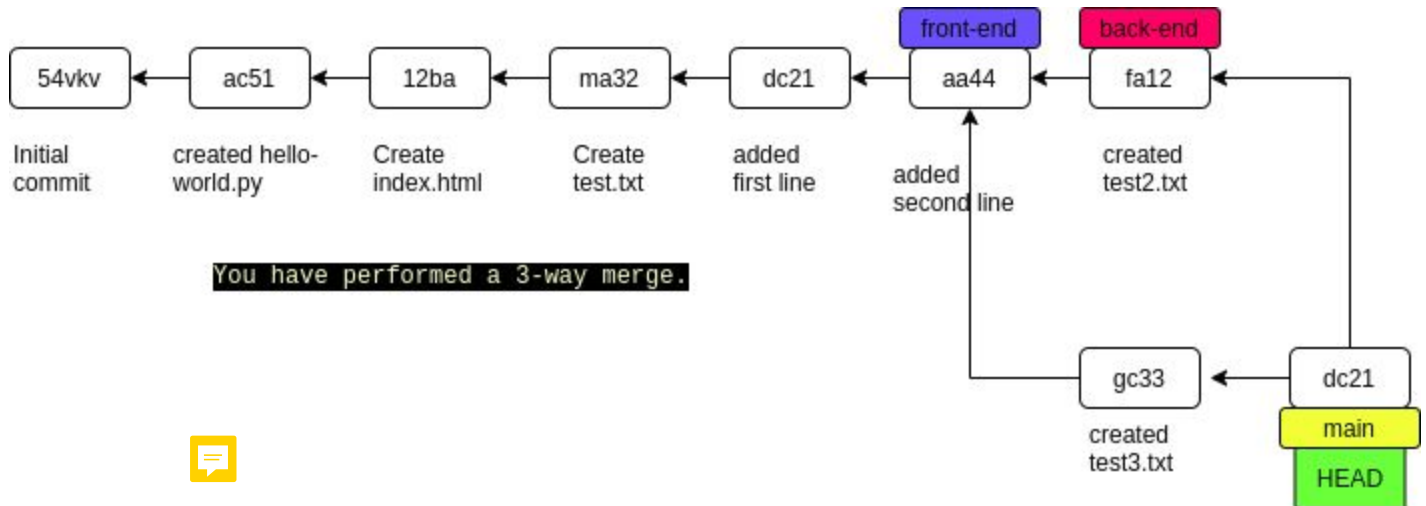 front-end
back-end
54vkv
ac51
12ba
ma32
dc21
aa44
fa12
Initial
commit
created hello-
world.py
Create
index.html
Create
test.txt
added
first line
added
second line
created
test2.txt
You have performed a 3-way merge.
gc33
dc21
created
test3.txt
main
HEAD